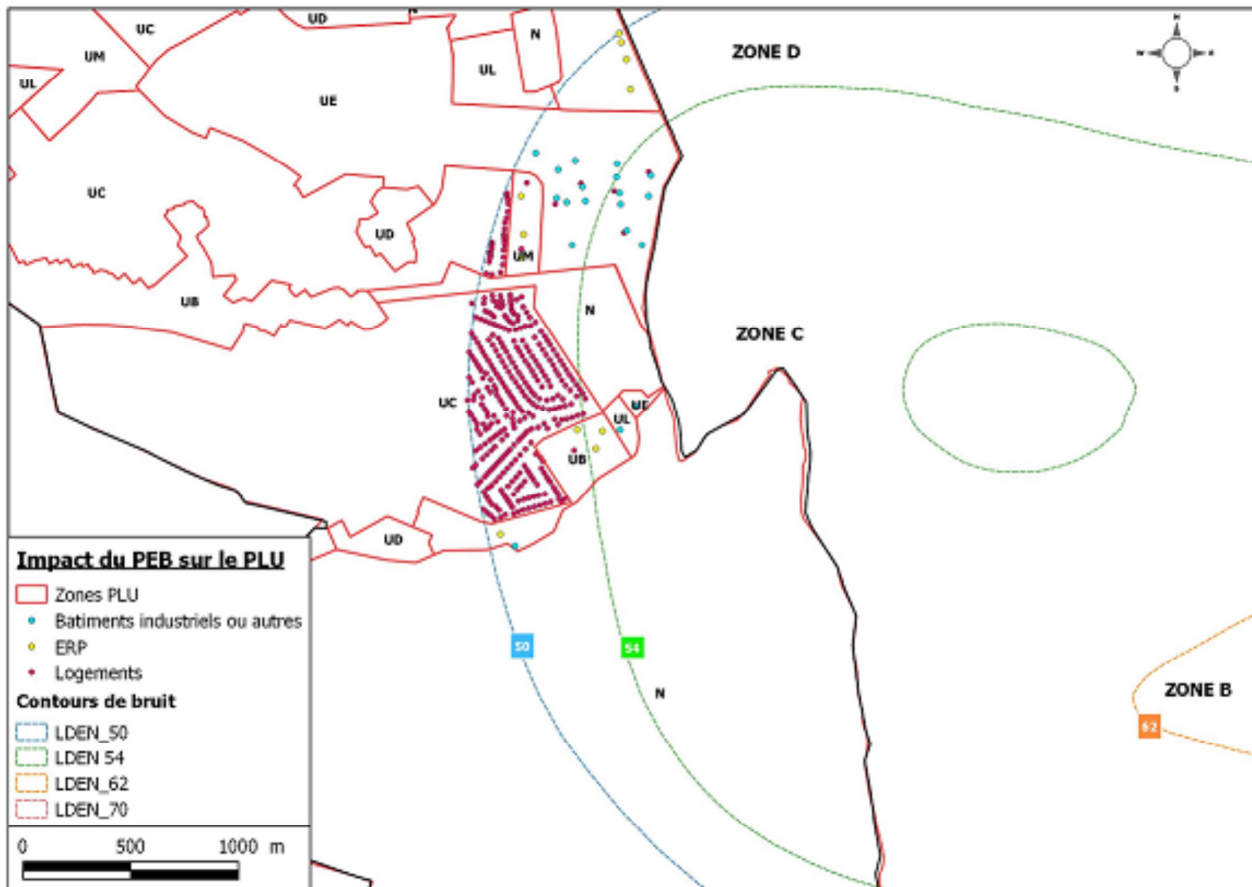 UC
UD
N
ZONE D
N
W
E
S
UM
UL
UL
UE
UC
UD
UM
UB
N
ZONE C
UC
UE
UL
UB
UD
Impact du PEB sur le PLU
Zones PLU
Batiments industriels ou autres
ERP
Logements
Contours de bruit
LDEN_50
LDEN 54
LDEN_62
LDEN_70
0 500 1000 m
50
54
N
ZONE B
62